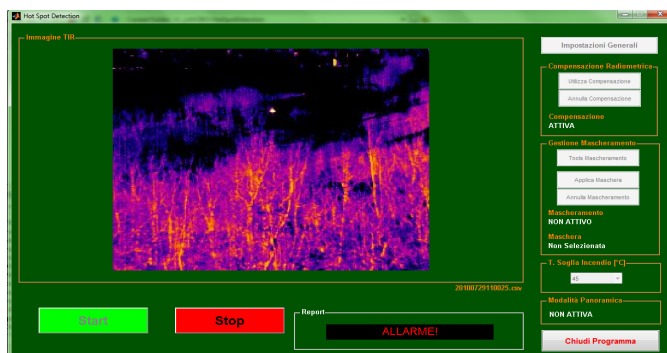 Hot Spot Detection
Immagine TIR
Impostazioni Generali
Compensazione Radiometrica
Utilizza Compensazione
Annulla Compensazione
Compensazione
ATTIVA
Gestione Mascheramento
Tools Mascheramento
Applica Maschera
Annulla Mascheramento
Mascheramento
NON ATTIVO
Maschera
Non Selezionata
T. Soglia Incendio [°C]
45
20100729110025.csv
Modalità Panoramica
NON ATTIVA
Start
Stop
Report
ALLARME!
Chiudi Programma